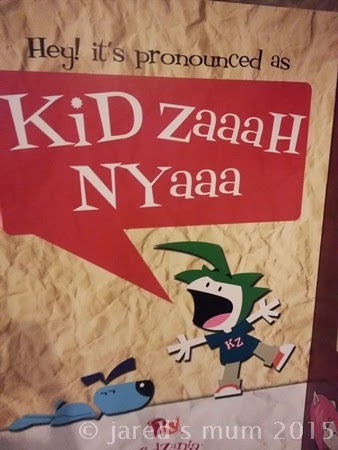 Hey! it's pronounced as
KiD zaaaH
NYaaa
KZ
© jared's mum 2015